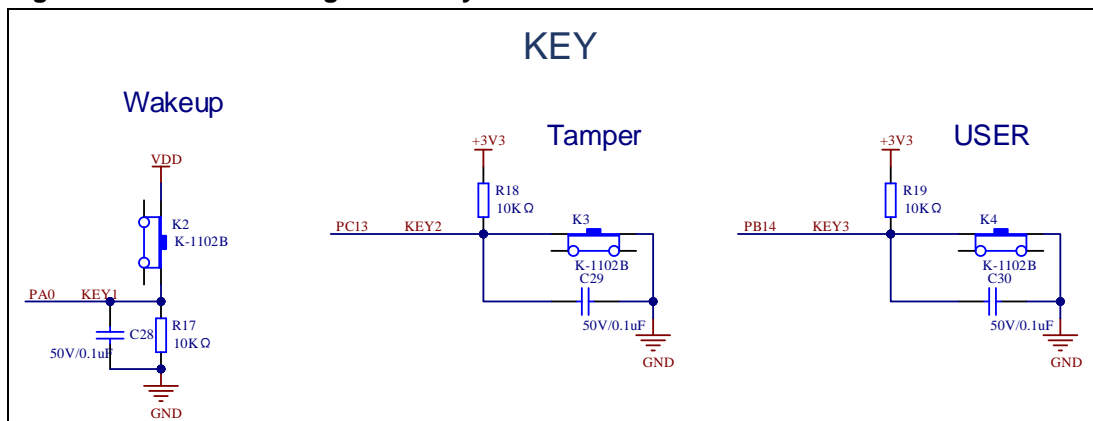 KEY
Wakeup
VDD
K2
K-1102B
PA0 KEY1
C28
50V/0.1uF
R17
10KΩ
GND
Tamper
+3V3
R18
10KΩ
PC13 KEY2
K3
K-1102B
C29
50V/0.1uF
GND
USER
+3V3
R19
10KΩ
PB14 KEY3
K4
K-1102B
C30
50V/0.1uF
GND